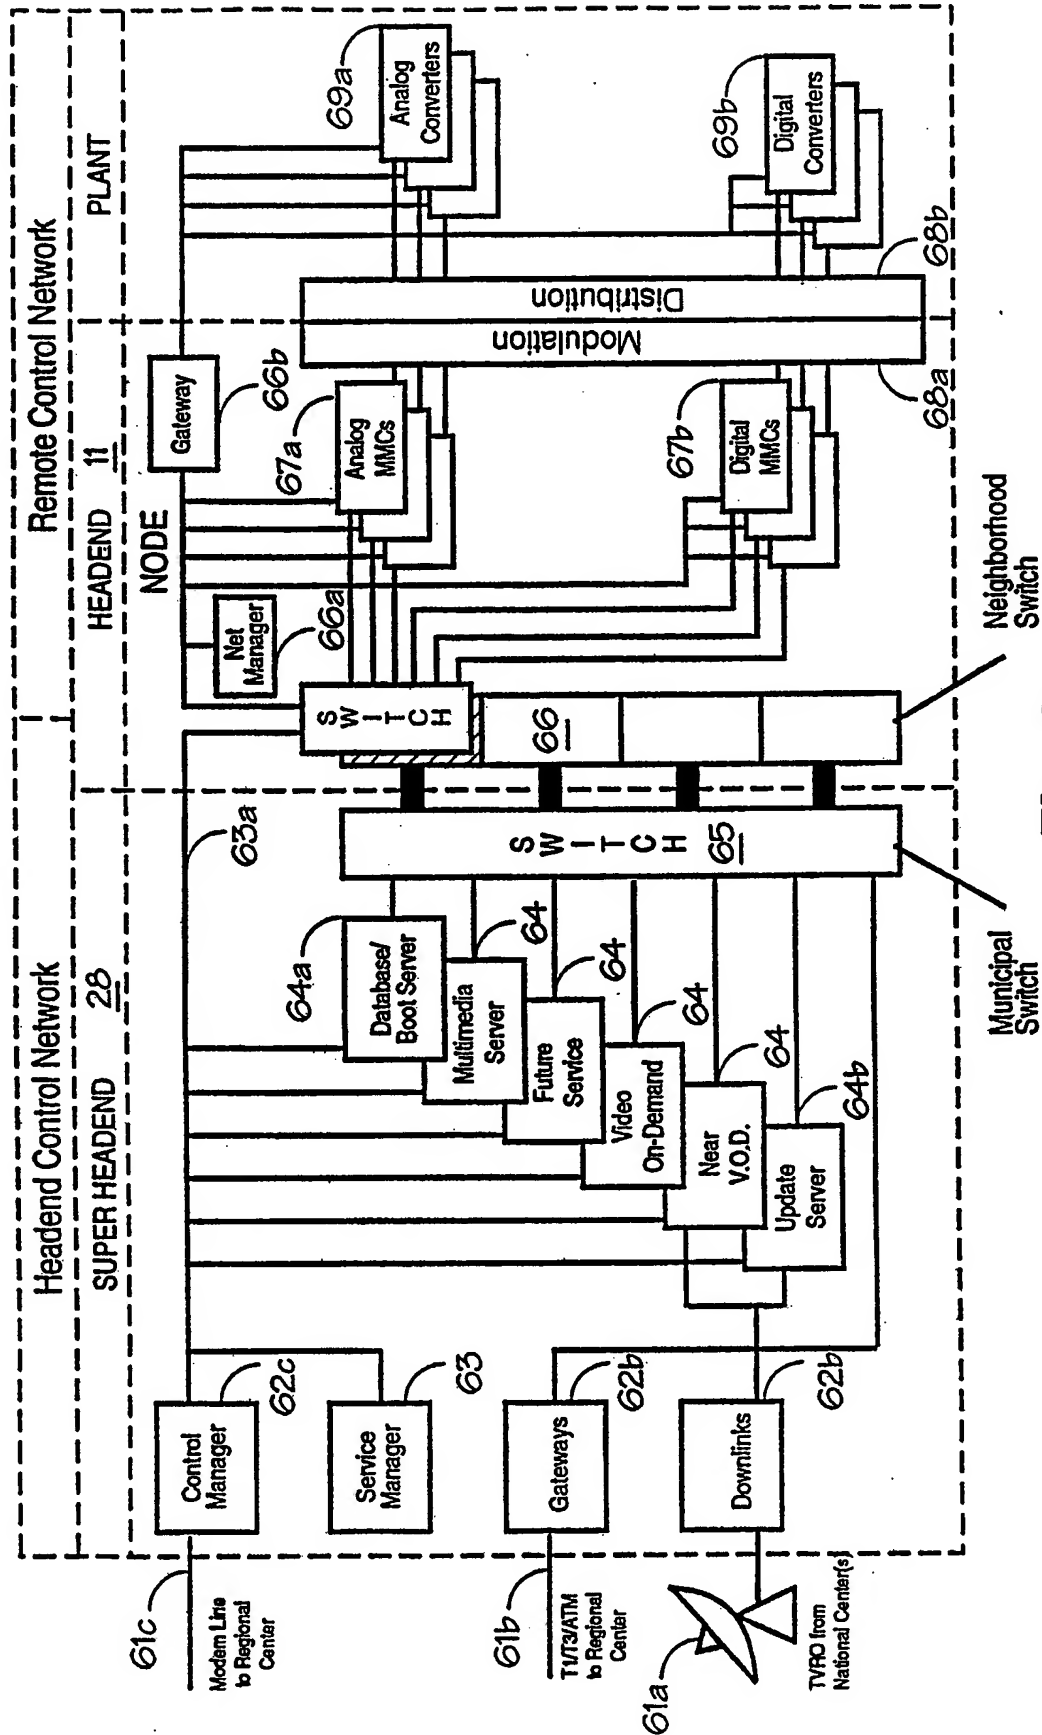 Headend Control Network
Remote Control Network
SUPER HEADEND 28
HEADEND 11
PLANT
NODE
61c
Modem Line
to Regional
Center
Control
Manager
62c
Service
Manager
63
63a
61b
T1/T3/ATM
to Regional
Center
Gateways
62b
61a
TVRO from
National Center(s)
Downlinks
62b
Database/
Boot Server
64a
Multimedia
Server
64
Future
Service
64
Video
On-Demand
64
Near
V.O.D.
64
Update
Server
64b
SWITCH
65
Municipal
Switch
SWITCH
66
Neighborhood
Switch
Net
Manager
66a
Gateway
66b
Analog
MMCs
67a
Digital
MMCs
67b
Modulation
68a
Distribution
68b
Analog
Converters
69a
Digital
Converters
69b